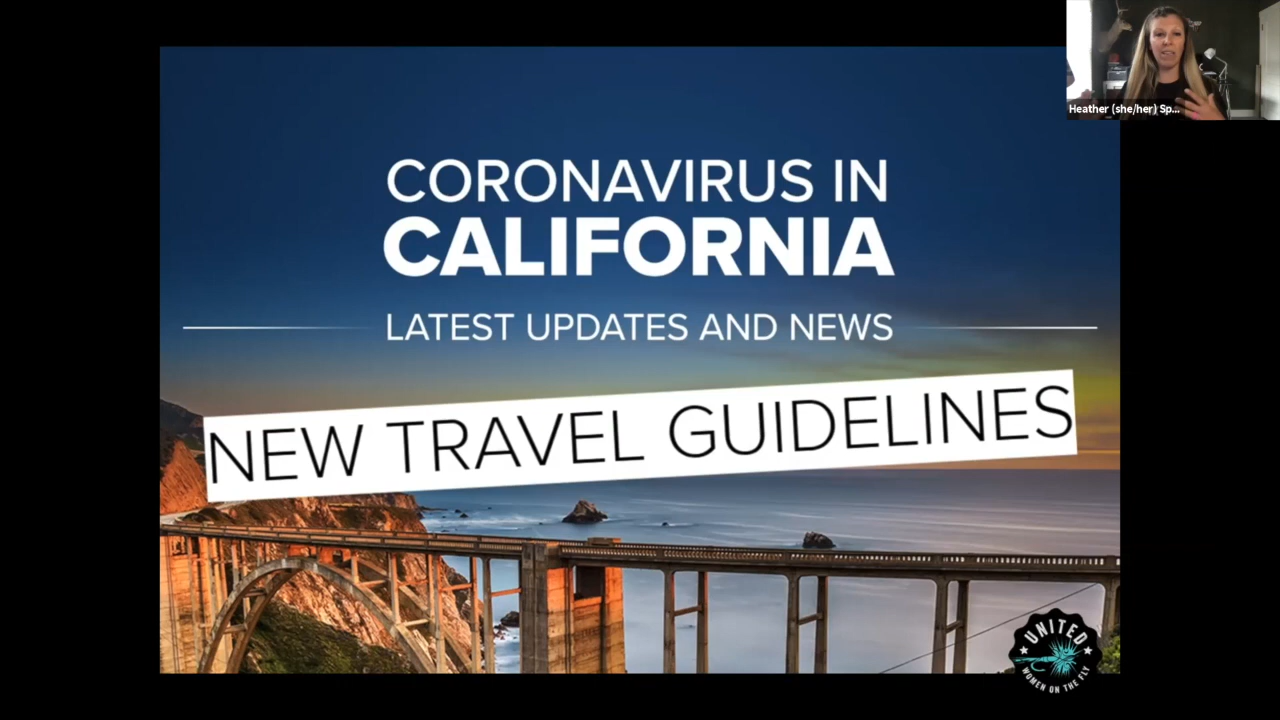 Heather (she/her) Sp...
CORONAVIRUS IN
CALIFORNIA
LATEST UPDATES AND NEWS
NEW TRAVEL GUIDELINES
UNITED
WOMEN ON THE FLY